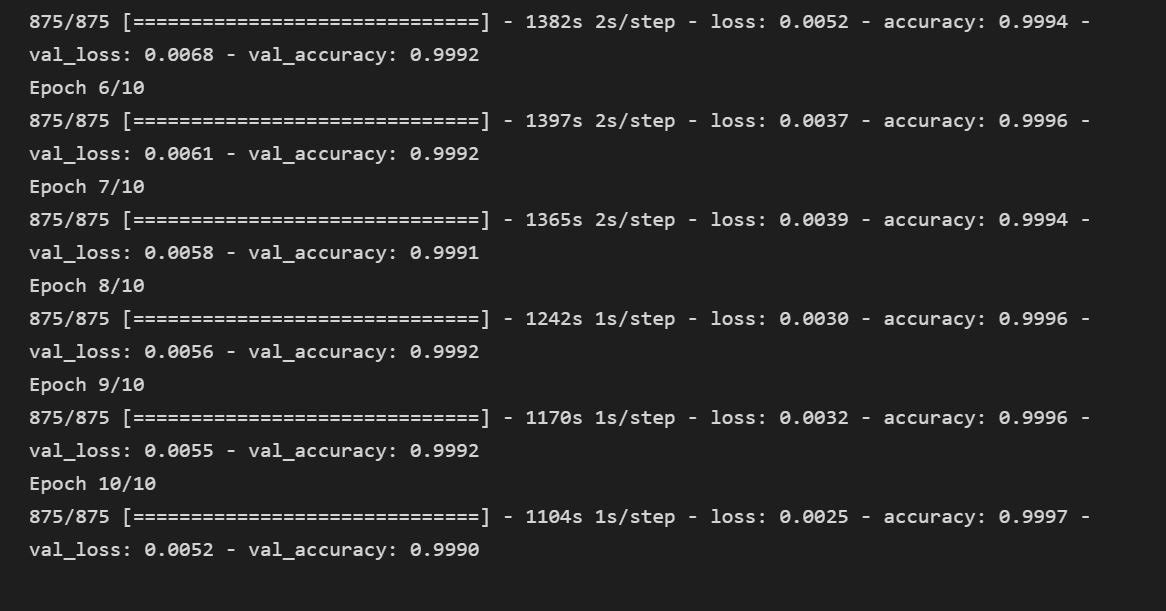 875/875 [==============================] - 1382s 2s/step - loss: 0.0052 - accuracy: 0.9994 -
val_loss: 0.0068 - val_accuracy: 0.9992
Epoch 6/10
875/875 [==============================] - 1397s 2s/step - loss: 0.0037 - accuracy: 0.9996 -
val_loss: 0.0061 - val_accuracy: 0.9992
Epoch 7/10
875/875 [==============================] - 1365s 2s/step - loss: 0.0039 - accuracy: 0.9994 -
val_loss: 0.0058 - val_accuracy: 0.9991
Epoch 8/10
875/875 [==============================] - 1242s 1s/step - loss: 0.0030 - accuracy: 0.9996 -
val_loss: 0.0056 - val_accuracy: 0.9992
Epoch 9/10
875/875 [==============================] - 1170s 1s/step - loss: 0.0032 - accuracy: 0.9996 -
val_loss: 0.0055 - val_accuracy: 0.9992
Epoch 10/10
875/875 [==============================] - 1104s 1s/step - loss: 0.0025 - accuracy: 0.9997 -
val_loss: 0.0052 - val_accuracy: 0.9990